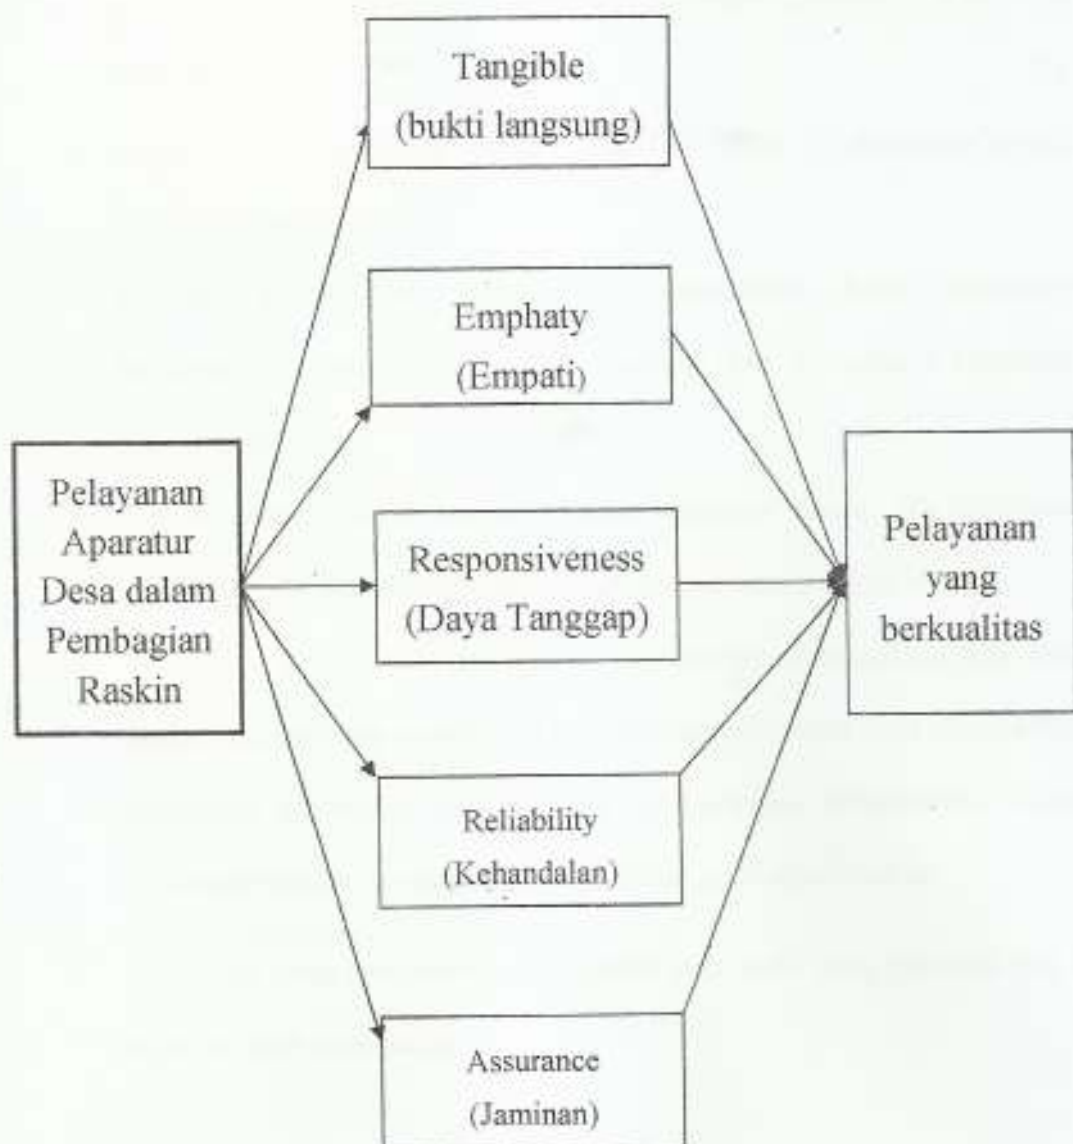 Tangible
(bukti langsung)
Emphaty
(Empati)
Pelayanan
Aparatur
Desa dalam
Pembagian
Raskin
Responsiveness
(Daya Tanggap)
Pelayanan
yang
berkualitas
Reliability
(Kehandalan)
Assurance
(Jaminan)